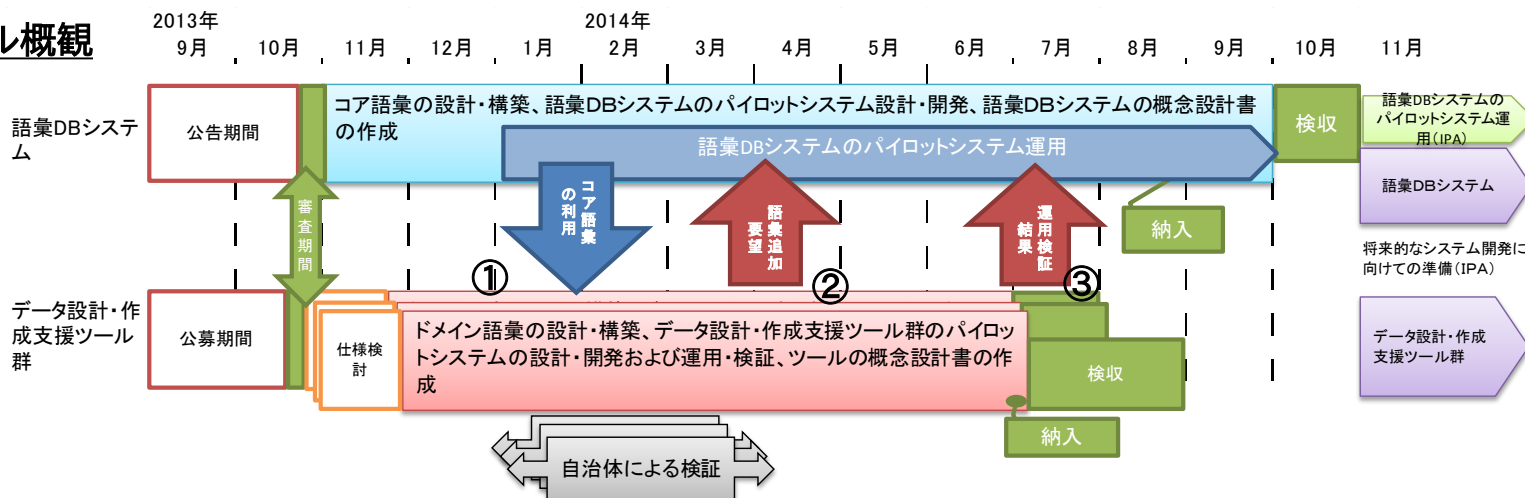 ル概観
2013年
2014年
9月
10月
11月
12月
1月
2月
3月
4月
5月
6月
7月
8月
9月
10月
11月
語彙DBシステ
ム
公告期間
コア語彙の設計・構築、語彙DBシステムのパイロットシステム設計・開発、語彙DBシステムの概念設計書
の作成
語彙DBシステムのパイロットシステム運用
検収
語彙DBシステムの
パイロットシステム運
用(IPA)
語彙DBシステム
審査期間
コア語彙
の利用
語彙追加
要望
運用検証
結果
納入
将来的なシステム開発に
向けての準備(IPA)
①
②
③
データ設計・作
成支援ツール
群
公募期間
仕様検
討
ドメイン語彙の設計・構築、データ設計・作成支援ツール群のパイロッ
トシステムの設計・開発および運用・検証、ツールの概念設計書の作
成
検収
データ設計・作成
支援ツール群
納入
自治体による検証